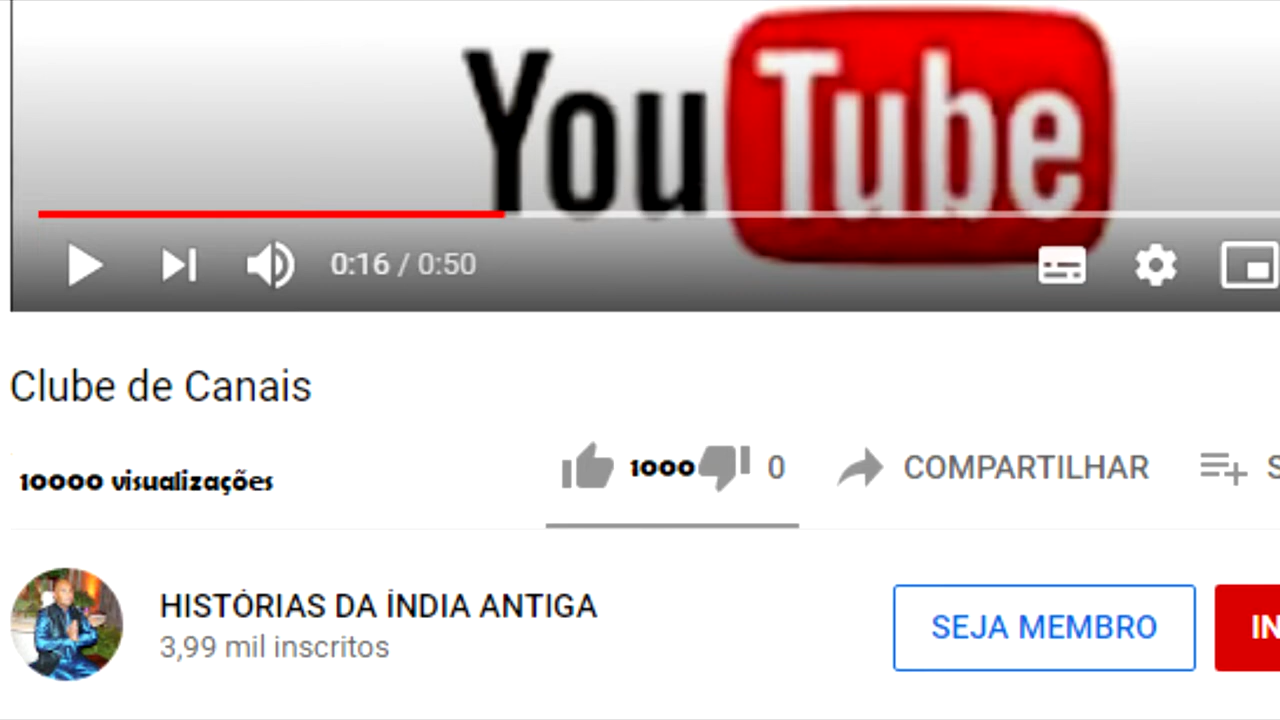 YouTube
0:16 / 0:50
Clube de Canais
10000 visualizações
1000 0 COMPARTILHAR S
HISTÓRIAS DA ÍNDIA ANTIGA
3,99 mil inscritos
SEJA MEMBRO
IN